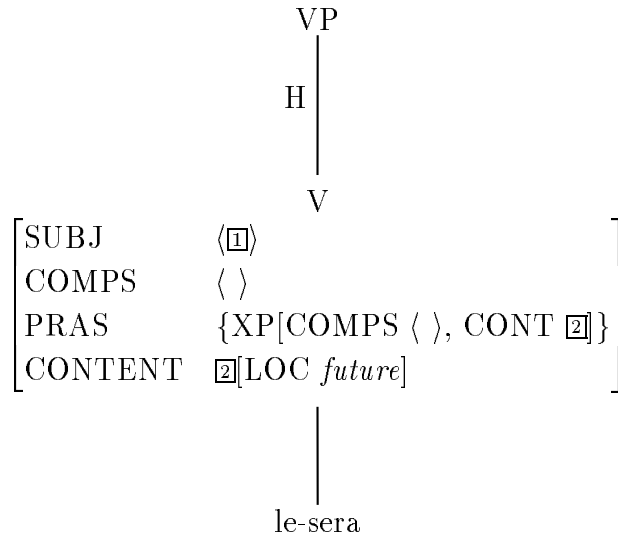 VP
H
V
SUBJ ⟨[1]⟩
COMPS ⟨ ⟩
PRAS {XP[COMPS ⟨ ⟩, CONT [2]]}
CONTENT [2][LOC future]
le-sera